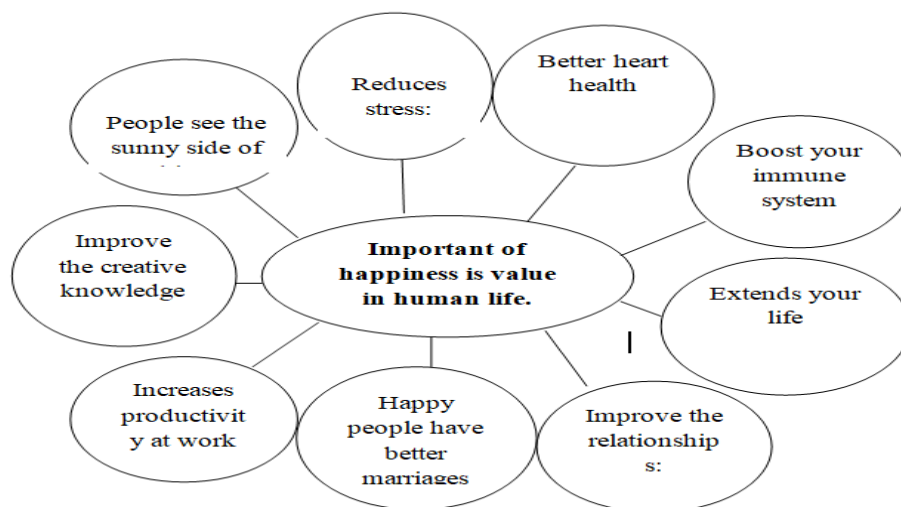 Reduces
stress:
Better heart
health
People see the
sunny side of
Boost your
immune
system
Important of
happiness is value
in human life.
Improve
the creative
knowledge
Extends your
life
Increases
productivit
y at work
Happy
people have
better
marriages
Improve the
relationship
s: